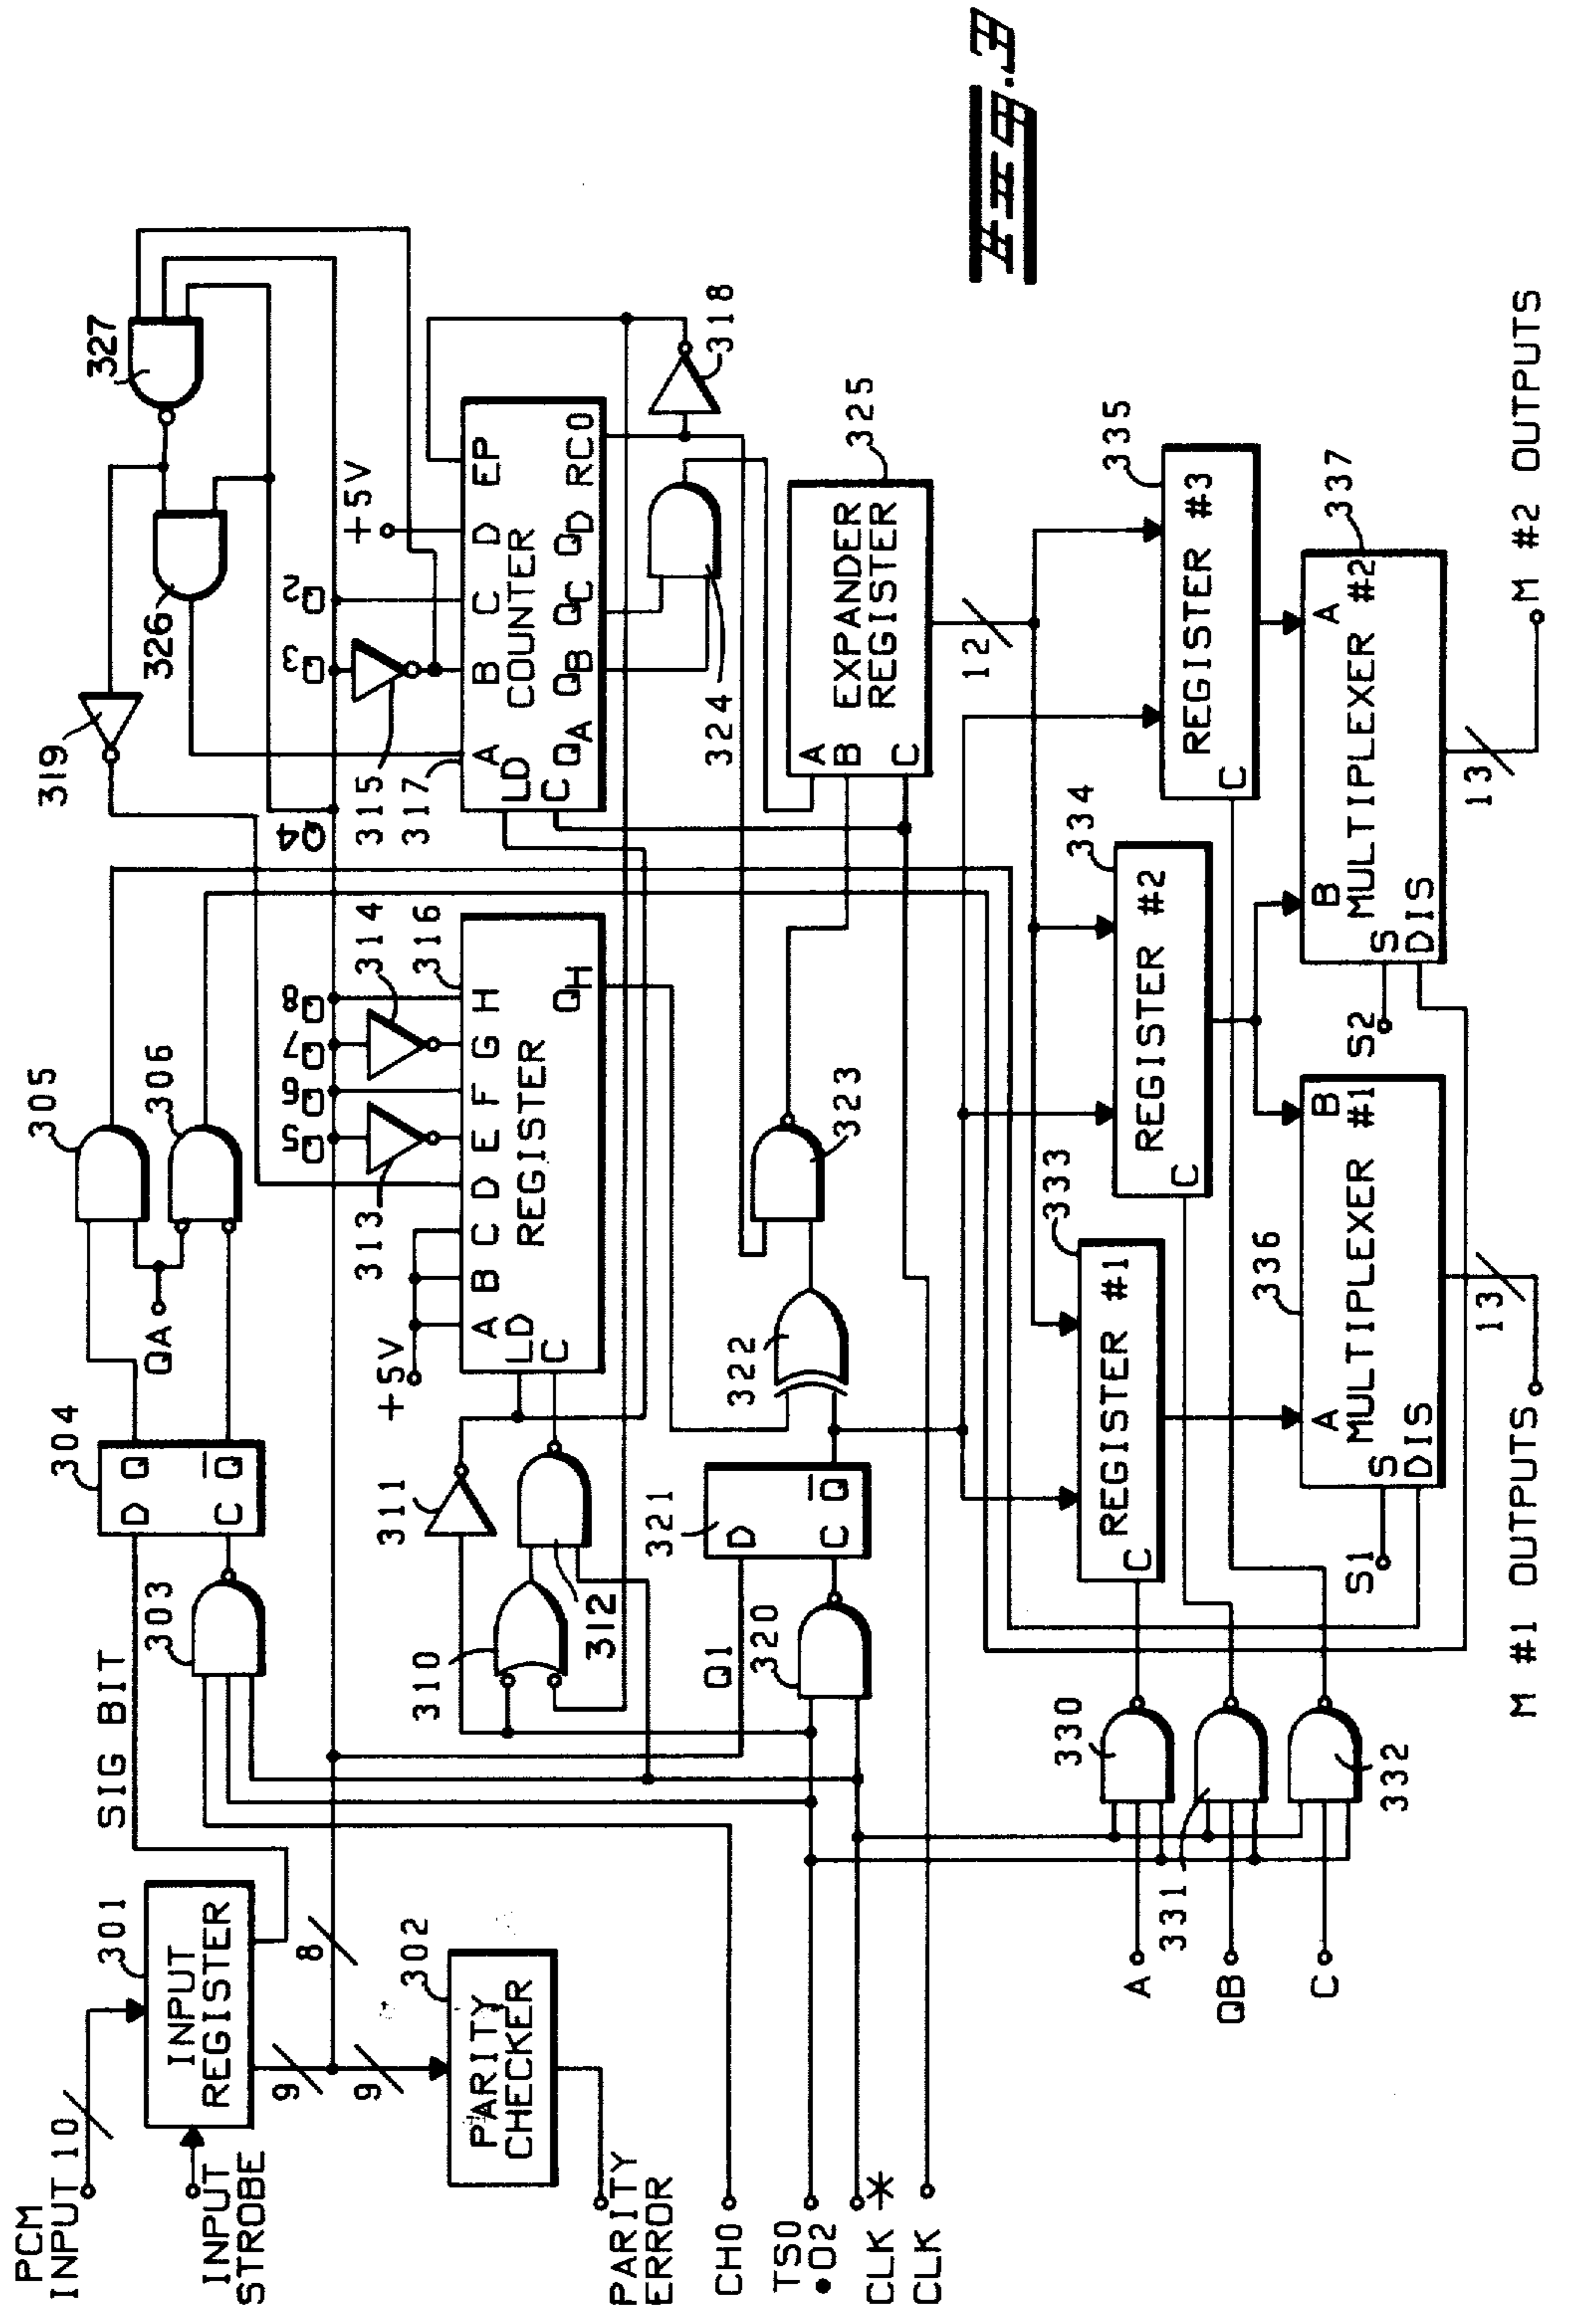 PCM
INPUT 10
INPUT
STROBE
301
INPUT
REGISTER
9
9
8
302
PARITY
CHECKER
PARITY
ERROR
CH0
TS0
•02
CLK *
CLK
SIG BIT
303
304
D Q
C Q
QA
305
306
310
311
312
313
314
315
+5V
Q5
Q6
Q7
Q8
316
A B C D E F G H
LD
C
REGISTER
QH
Q4
Q3
Q2
+5V
317
A B C D EP
LD
C
COUNTER
QA QB QC QD RCO
318
319
326
327
Q1
320
321
D
C Q
322
323
324
325
A
B
C
EXPANDER
REGISTER
12
A
QB
C
330
331
332
333
REGISTER #1
C
334
REGISTER #2
C
335
REGISTER #3
C
336
A B
MULTIPLEXER #1
S
DIS
S1
13
M #1 OUTPUTS
337
B A
MULTIPLEXER #2
S
DIS
S2
13
M #2 OUTPUTS
FIG.3